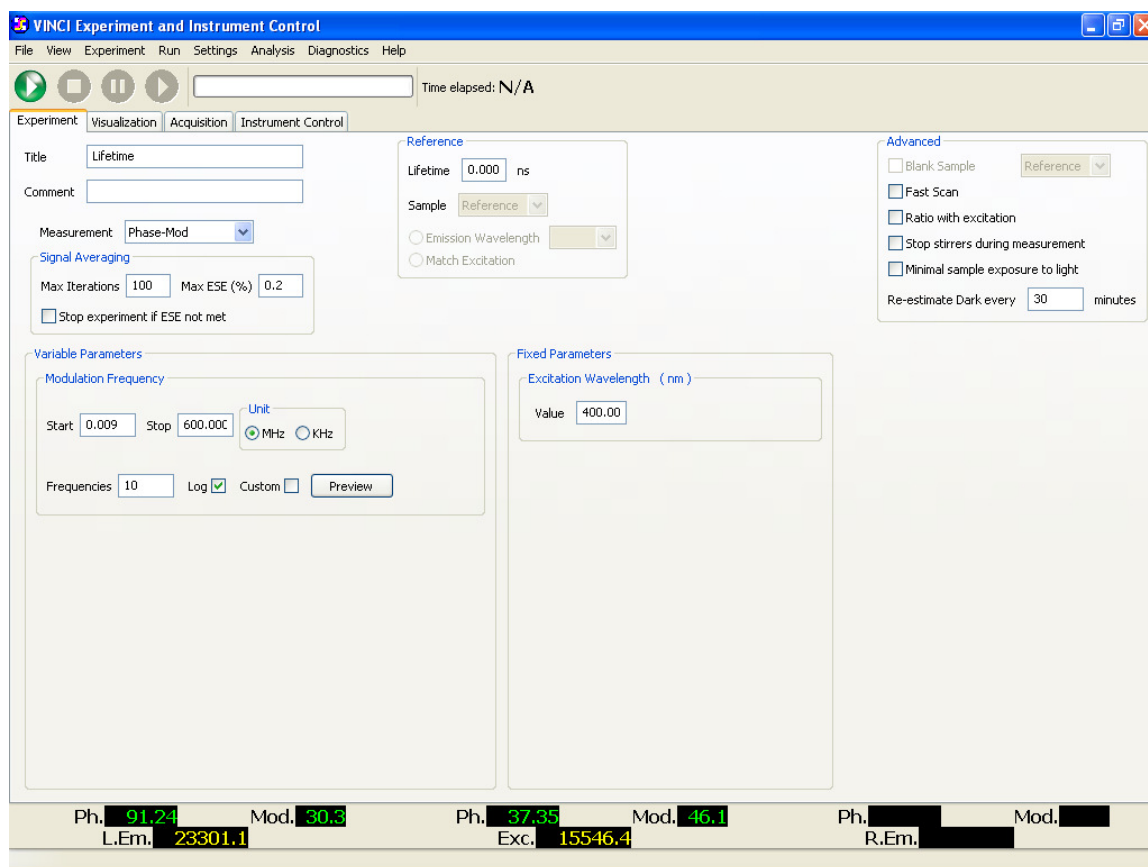 VINCI Experiment and Instrument Control
File View Experiment Run Settings Analysis Diagnostics Help
Time elapsed: N/A
Experiment Visualization Acquisition Instrument Control
Title Lifetime
Comment
Measurement Phase-Mod
Signal Averaging
Max Iterations 100 Max ESE (%) 0.2
Stop experiment if ESE not met
Reference
Lifetime 0.000 ns
Sample Reference
Emission Wavelength
Match Excitation
Advanced
Blank Sample Reference
Fast Scan
Ratio with excitation
Stop stirrers during measurement
Minimal sample exposure to light
Re-estimate Dark every 30 minutes
Variable Parameters
Modulation Frequency
Start 0.009 Stop 600.000 Unit
MHz KHz
Frequencies 10 Log Custom Preview
Fixed Parameters
Excitation Wavelength ( nm )
Value 400.00
Ph. 91.24 Mod. 30.3 Ph. 37.35 Mod. 46.1 Ph. Mod.
L.Em. 23301.1 Exc. 15546.4 R.Em.